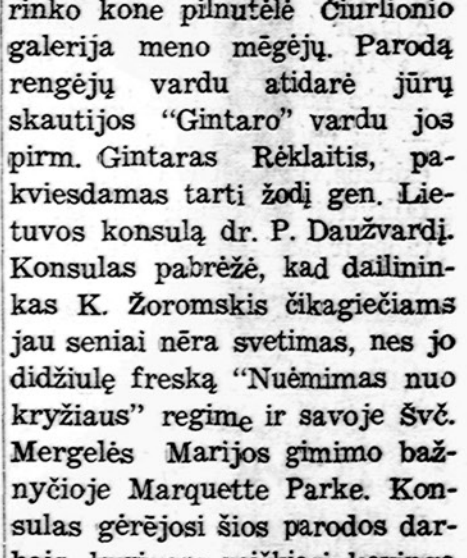 rinko kone pilnutėlė Čiurlionio
galerija meno mėgėjų. Parodą
rengėjų vardu atidarė jūrų
skautijos “Gintaro” vardu jos
pirm. Gintaras Rėklaitis, pa-
kviesdamas tarti žodį gen. Lie-
tuvos konsulą dr. P. Daužvardį.
Konsulas pabrėžė, kad dailinin-
kas K. Žoromskis čikagiečiams
jau seniai nėra svetimas, nes jo
didžiulę freską “Nuėmimas nuo
kryžiaus” regimę ir savoje Švč.
Mergelės Marijos gimimo baž-
nyčioje Marquette Parke. Kon-
sulas gėrėjosi šios parodos dar-